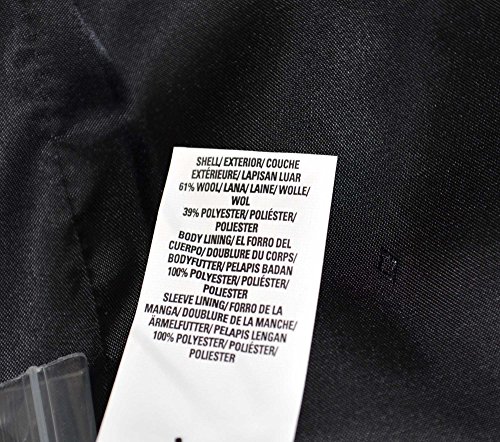 SHELL/ EXTERIOR/ COUCHE
EXTÉRIEURE/ LAPISAN LUAR
61% WOOL/ LANA/ LAINE/ WOLLE/
WOL
39% POLYESTER/ POLIÉSTER/
POLIESTER
BODY LINING/ EL FORRO DEL
CUERPO/ DOUBLURE DU CORPS/
BODYFUTTER/ PELAPIS BADAN
100% POLYESTER/ POLIÉSTER/
POLIESTER
SLEEVE LINING/ FORRO DE LA
MANGA/ DOUBLURE DE LA MANCHE/
ÄRMELFUTTER/ PELAPIS LENGAN
100% POLYESTER/ POLIÉSTER/
POLIESTER